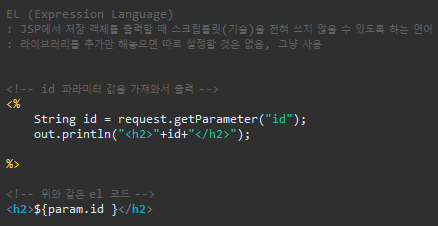 EL (Expression Language)
: JSP에서 저장 객체를 출력할 때 스크립틀릿(기술)을 전혀 쓰지 않을 수 있도록 하는 언어
: 라이브러리를 추가만 해놓으면 따로 설정할 것은 없음, 그냥 사용
<!-- id 파라미터 값을 가져와서 출력 -->
<%
String id = request.getParameter("id");
out.println("<h2>"+id+"</h2>");
%>
<!-- 위와 같은 el 코드 -->
<h2>${param.id }</h2>